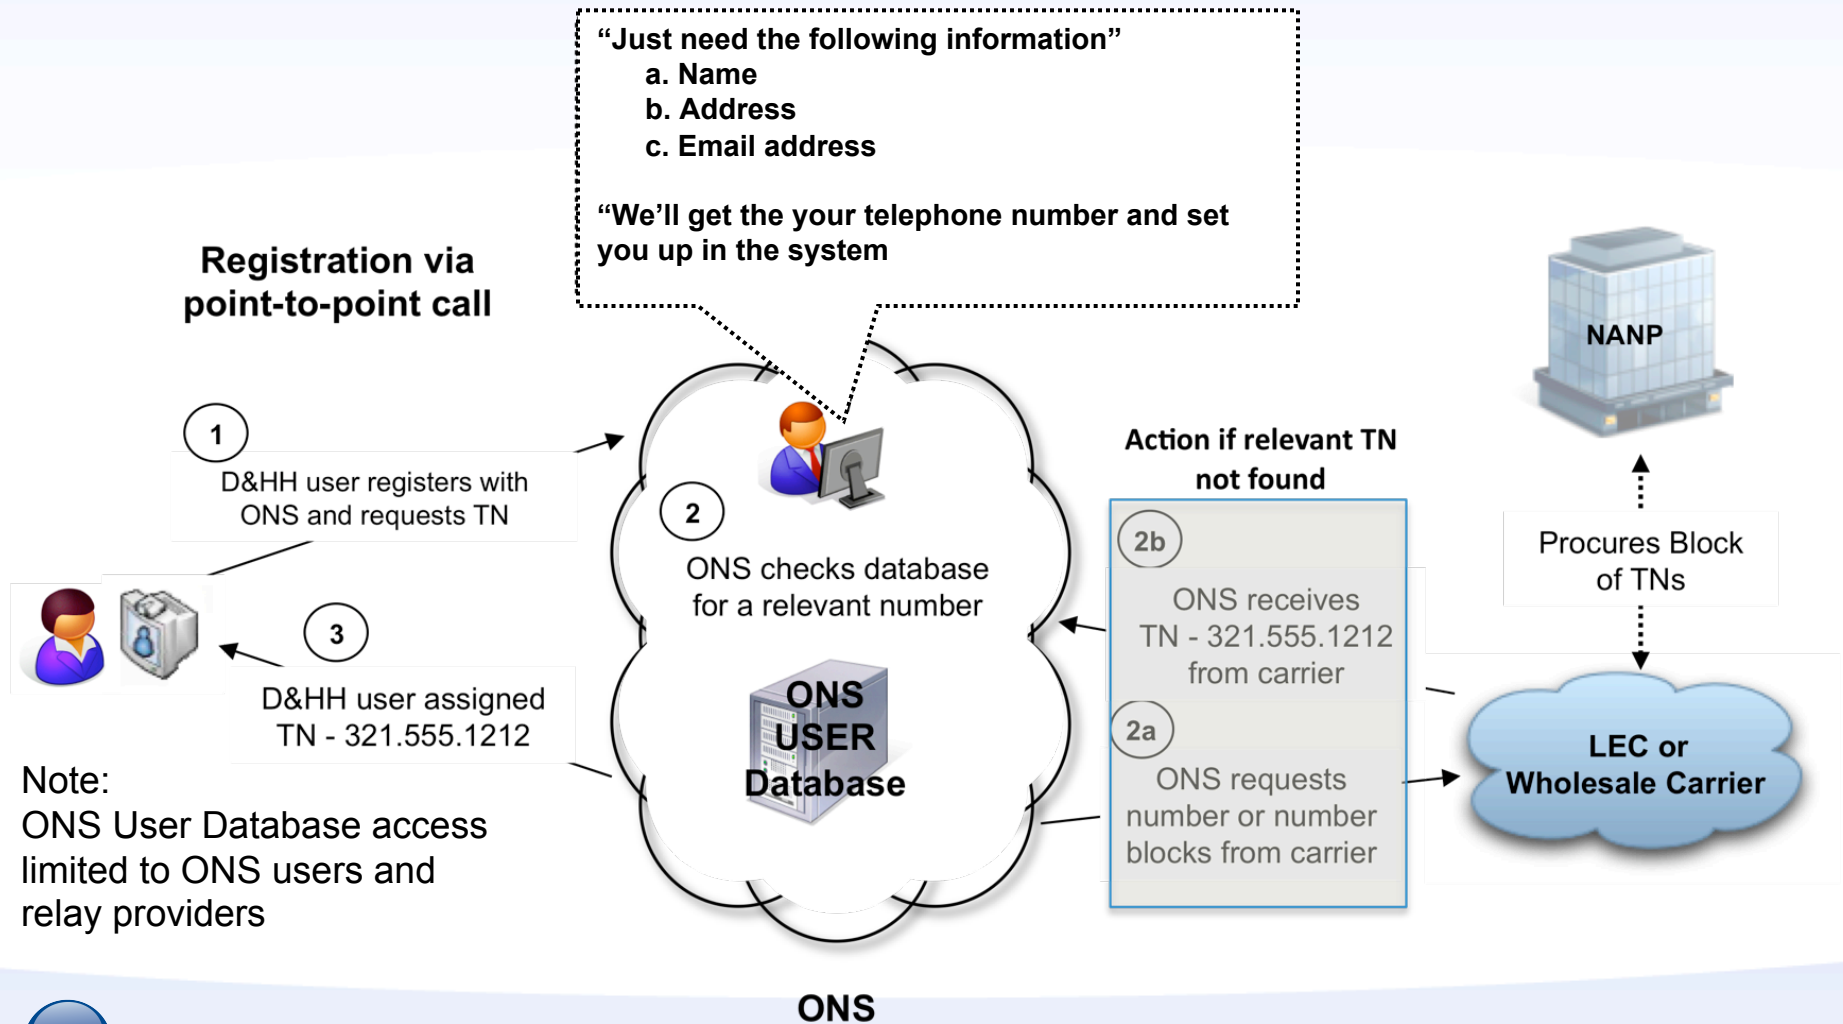 “Just need the following information”
a. Name
b. Address
c. Email address
“We’ll get the your telephone number and set
you up in the system
Registration via
point-to-point call
NANP
1
D&HH user registers with
ONS and requests TN
2
ONS checks database
for a relevant number
Action if relevant TN
not found
2b
ONS receives
TN - 321.555.1212
from carrier
Procures Block
of TNs
3
D&HH user assigned
TN - 321.555.1212
ONS
USER
Database
2a
ONS requests
number or number
blocks from carrier
LEC or
Wholesale Carrier
Note:
ONS User Database access
limited to ONS users and
relay providers
ONS